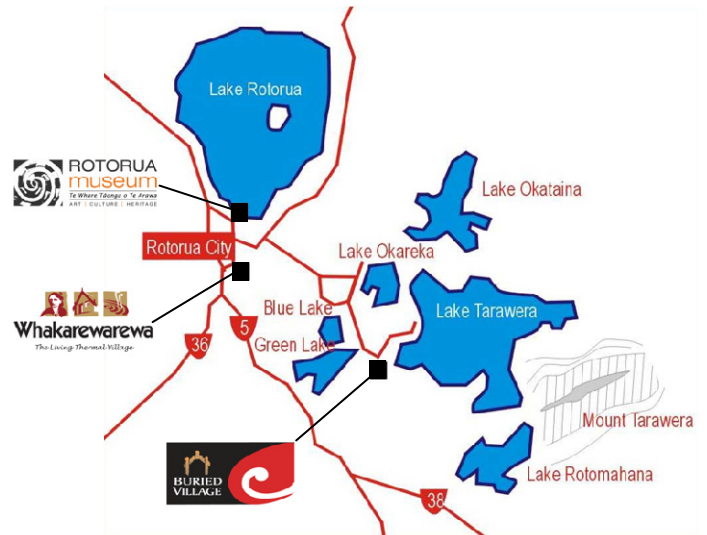 Lake Rotorua
ROTORUA
museum
Te Whare Tāonga o Te Arawa
ART | CULTURE | HERITAGE
Lake Okataina
Rotorua City
Lake Okareka
Blue Lake
Lake Tarawera
Whakarewarewa
The Living Thermal Village
36
5
Green Lake
Mount Tarawera
BURIED
VILLAGE
Lake Rotomahana
38